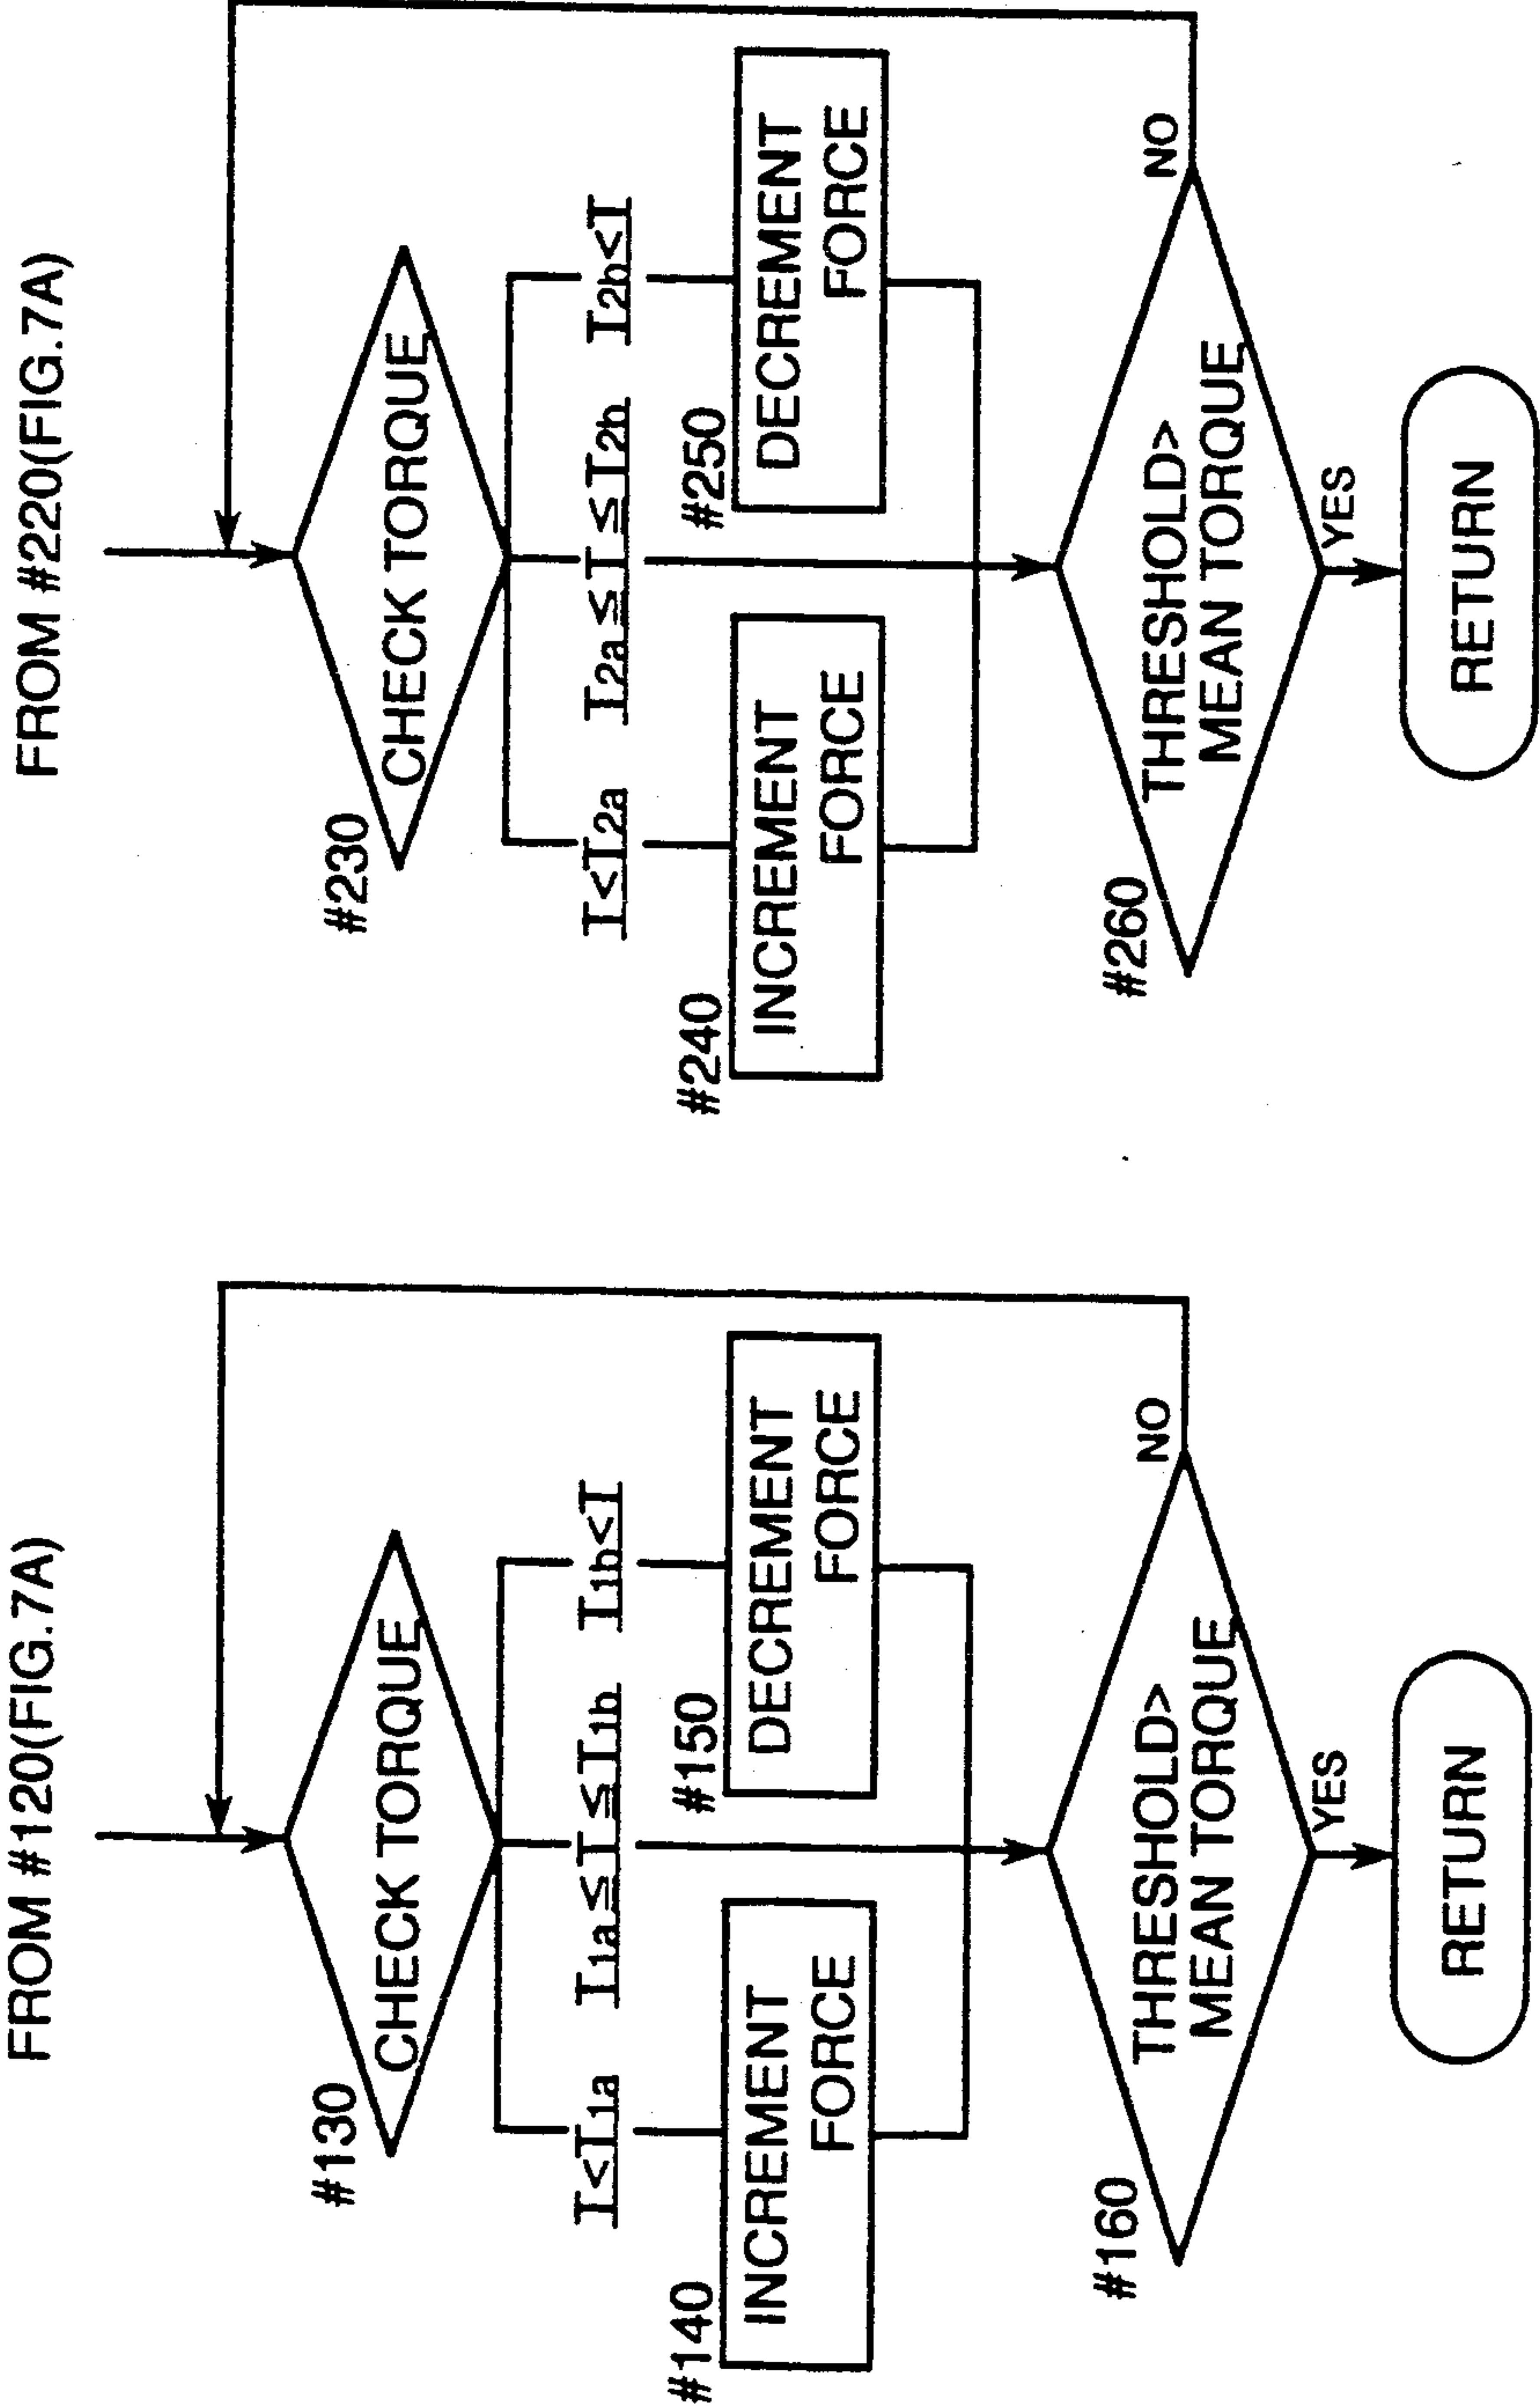 FROM #120(FIG.7A)
#130
CHECK TORQUE
I<I1a
I1a≤I≤I1b
I1b<I
#140
INCREMENT
FORCE
#150
DECREMENT
FORCE
#160
THRESHOLD>
MEAN TORQUE
NO
YES
RETURN
FROM #220(FIG.7A)
#230
CHECK TORQUE
I<I2a
I2a≤I≤I2b
I2b<I
#240
INCREMENT
FORCE
#250
DECREMENT
FORCE
#260
THRESHOLD>
MEAN TORQUE
NO
YES
RETURN